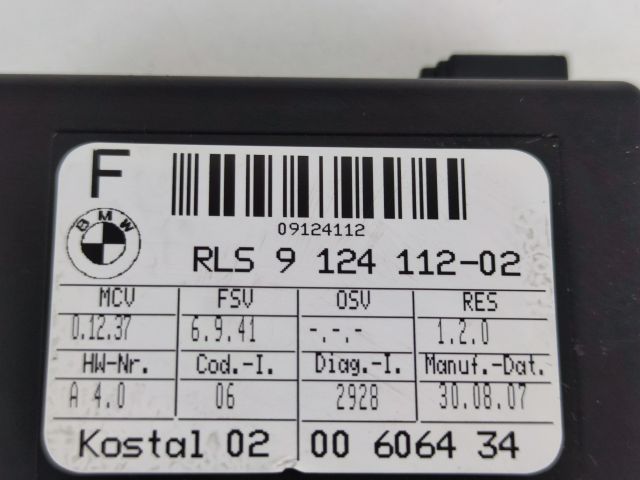 F
BMW
09124112
RLS 9 124 112-02
MCV FSV OSV RES
0.12.37 6.9.41 -.-.- 1.2.0
HW-Nr. Cod.-I. Diag.-I. Manuf.-Dat.
A 4.0 06 2928 30.08.07
Kostal 02 00 6064 34